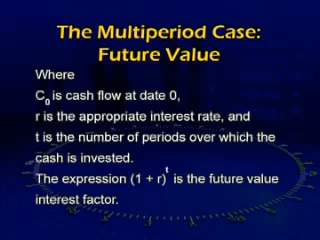 The Multiperiod Case:
Future Value
Where
C₀ is cash flow at date 0,
r is the appropriate interest rate, and
t is the number of periods over which the
cash is invested.
The expression (1 + r)ᵗ is the future value
interest factor.